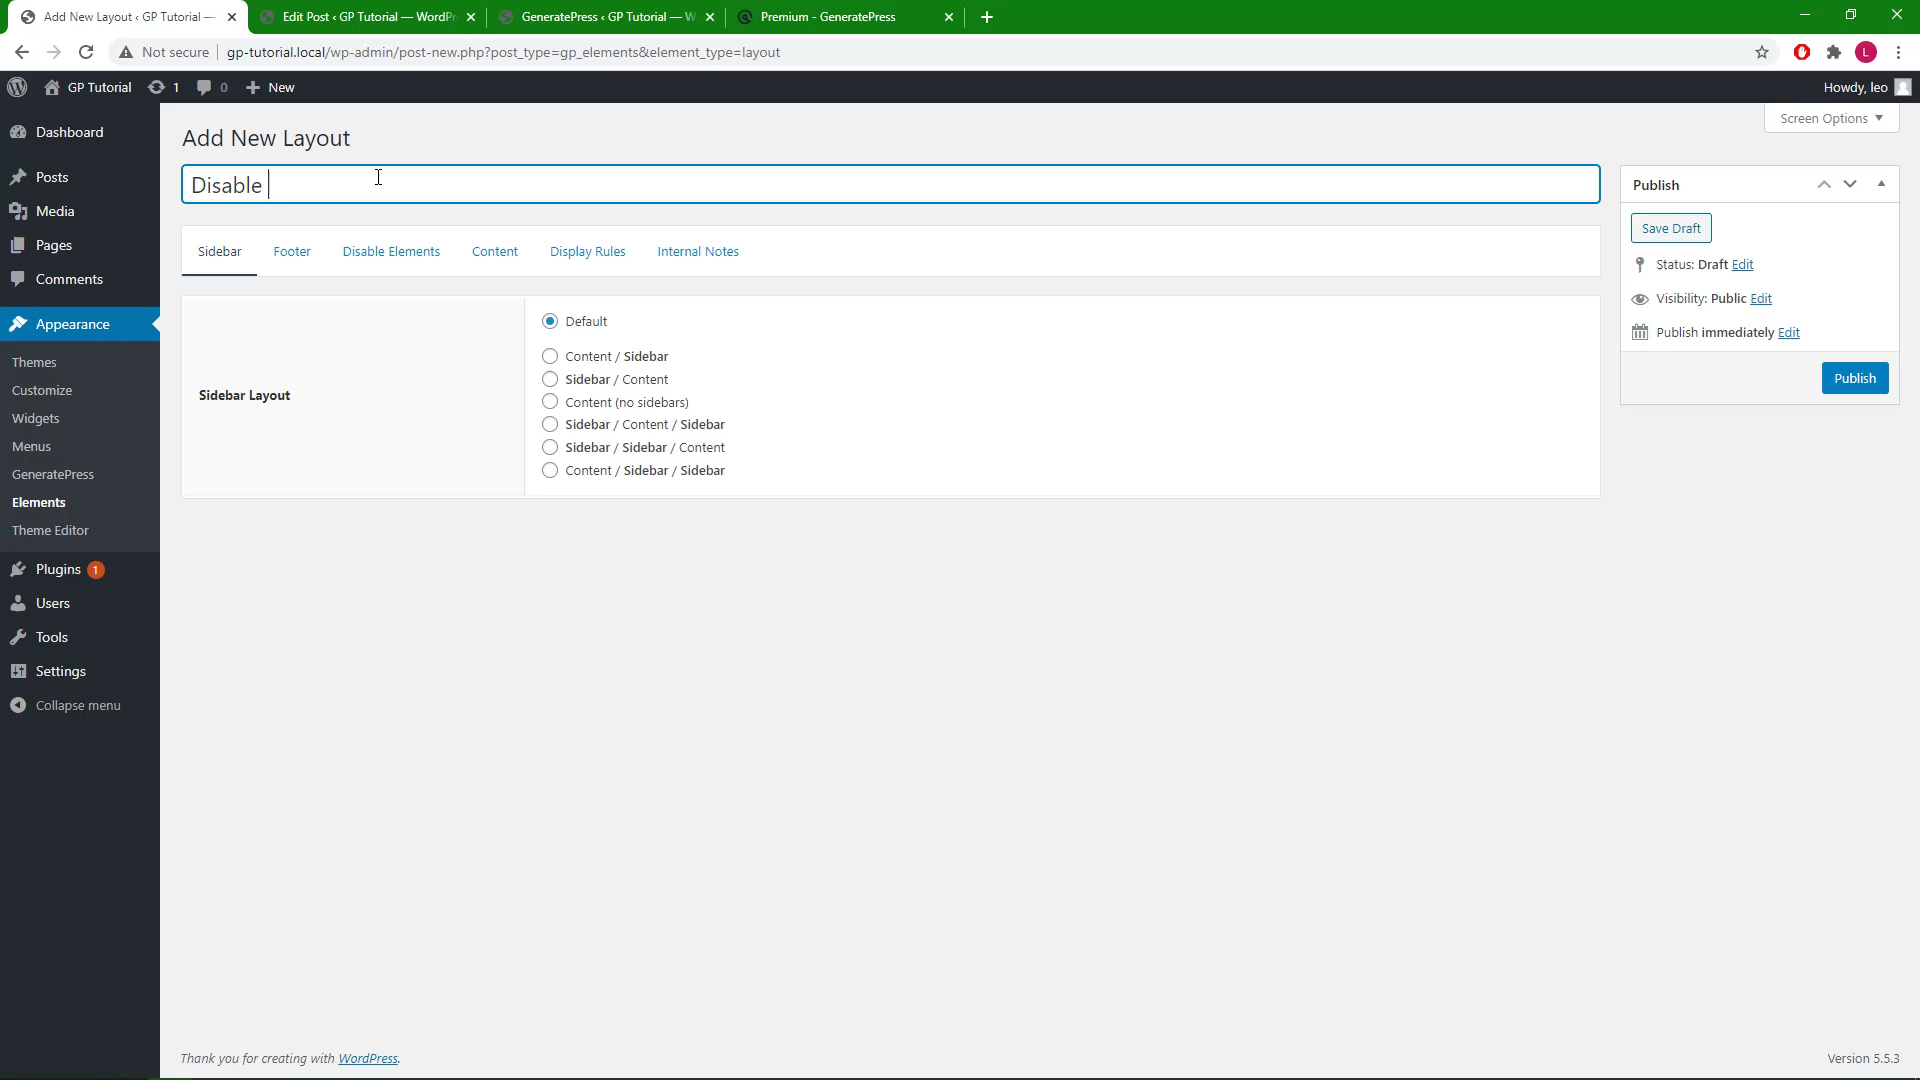 Add New Layout ‹ GP Tutorial —
Edit Post ‹ GP Tutorial — WordPr
GeneratePress ‹ GP Tutorial — W
Premium - GeneratePress
Not secure
gp-tutorial.local/wp-admin/post-new.php?post_type=gp_elements&element_type=layout
L
GP Tutorial
1
0
New
Howdy, leo
Screen Options
Dashboard
Posts
Media
Pages
Comments
Appearance
Themes
Customize
Widgets
Menus
GeneratePress
Elements
Theme Editor
Plugins 1
Users
Tools
Settings
Collapse menu
Add New Layout
Disable
Sidebar
Footer
Disable Elements
Content
Display Rules
Internal Notes
Sidebar Layout
Default
Content / Sidebar
Sidebar / Content
Content (no sidebars)
Sidebar / Content / Sidebar
Sidebar / Sidebar / Content
Content / Sidebar / Sidebar
Publish
Save Draft
Status: Draft Edit
Visibility: Public Edit
Publish immediately Edit
Publish
Thank you for creating with WordPress.
Version 5.5.3